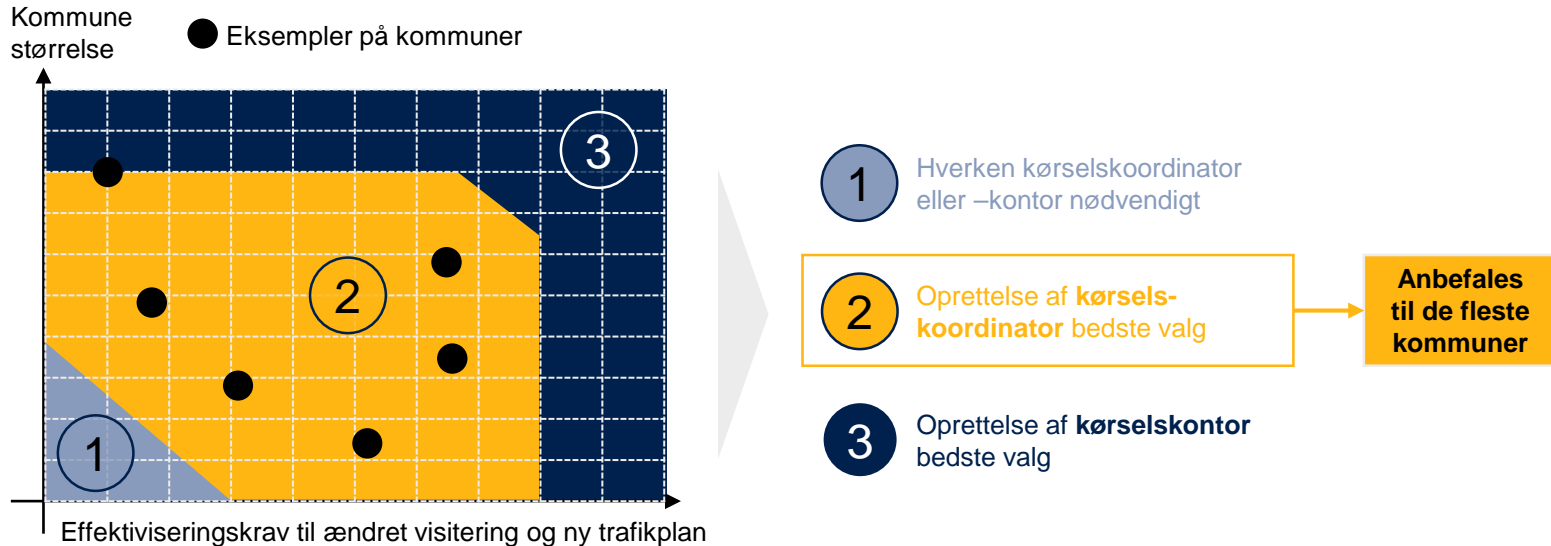 Kommune
størrelse
Eksempler på kommuner
3
2
1
Effektiviseringskrav til ændret visitering og ny trafikplan
1
Hverken kørselskoordinator
eller –kontor nødvendigt
2
Oprettelse af kørsels-
koordinator bedste valg
Anbefales
til de fleste
kommuner
3
Oprettelse af kørselskontor
bedste valg